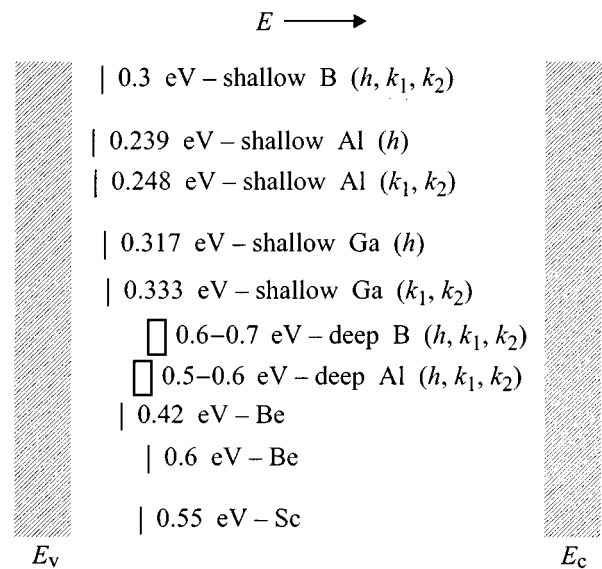 E
0.3 eV – shallow B (h, k₁, k₂)
0.239 eV – shallow Al (h)
0.248 eV – shallow Al (k₁, k₂)
0.317 eV – shallow Ga (h)
0.333 eV – shallow Ga (k₁, k₂)
0.6–0.7 eV – deep B (h, k₁, k₂)
0.5–0.6 eV – deep Al (h, k₁, k₂)
0.42 eV – Be
0.6 eV – Be
0.55 eV – Sc
Eᵥ
E꜀